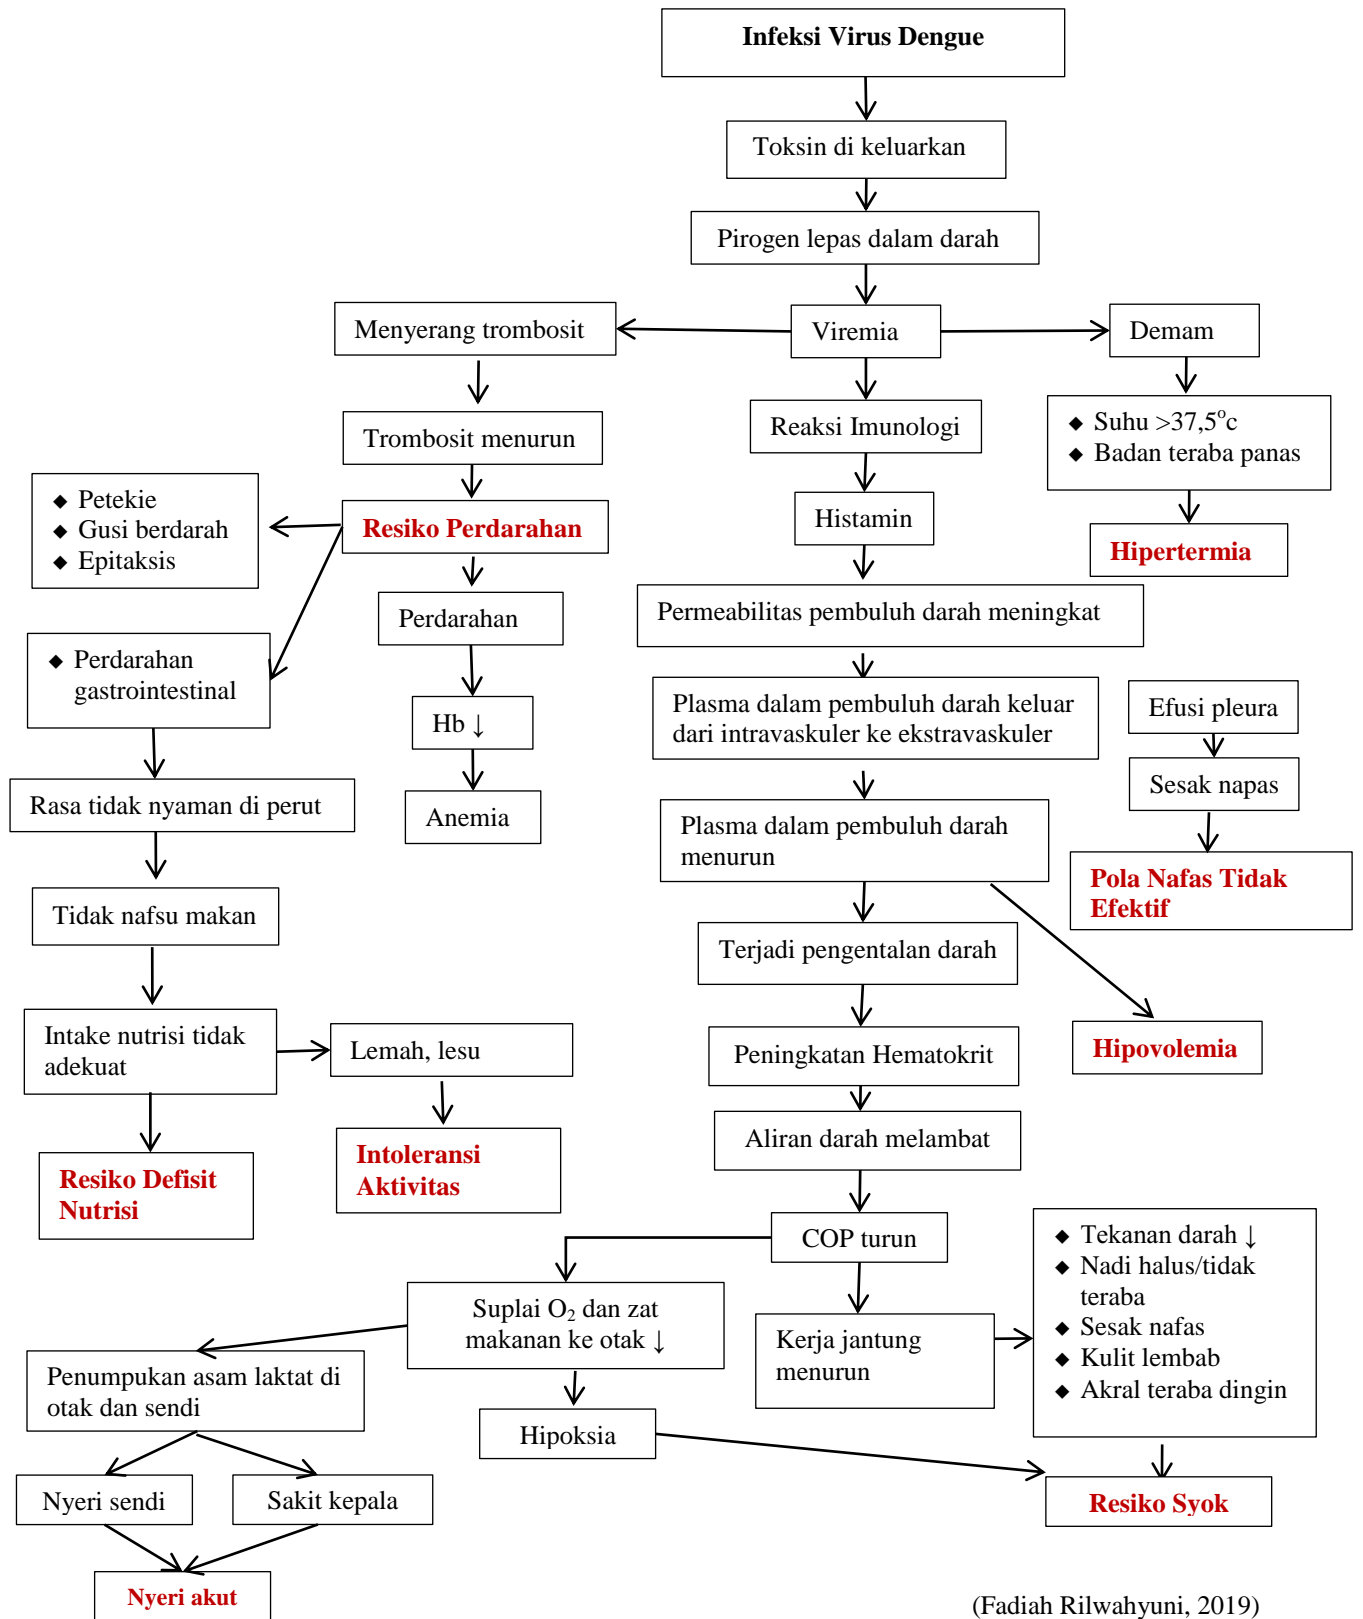 Infeksi Virus Dengue
Toksin di keluarkan
Pirogen lepas dalam darah
Menyerang trombosit
Viremia
Demam
Trombosit menurun
Reaksi Imunologi
◆ Suhu >37,5°c
◆ Badan teraba panas
◆ Petekie
◆ Gusi berdarah
◆ Epitaksis
Resiko Perdarahan
Histamin
Hipertermia
Perdarahan
Permeabilitas pembuluh darah meningkat
◆ Perdarahan
gastrointestinal
Hb ↓
Plasma dalam pembuluh darah keluar
dari intravaskuler ke ekstravaskuler
Efusi pleura
Rasa tidak nyaman di perut
Anemia
Plasma dalam pembuluh darah
menurun
Sesak napas
Pola Nafas Tidak
Efektif
Tidak nafsu makan
Terjadi pengentalan darah
Intake nutrisi tidak
adekuat
Lemah, lesu
Peningkatan Hematokrit
Hipovolemia
Aliran darah melambat
Resiko Defisit
Nutrisi
Intoleransi
Aktivitas
COP turun
◆ Tekanan darah ↓
◆ Nadi halus/tidak
teraba
◆ Sesak nafas
◆ Kulit lembab
◆ Akral teraba dingin
Suplai O₂ dan zat
makanan ke otak ↓
Kerja jantung
menurun
Penumpukan asam laktat di
otak dan sendi
Hipoksia
Nyeri sendi
Sakit kepala
Resiko Syok
Nyeri akut
(Fadiah Rilwahyuni, 2019)